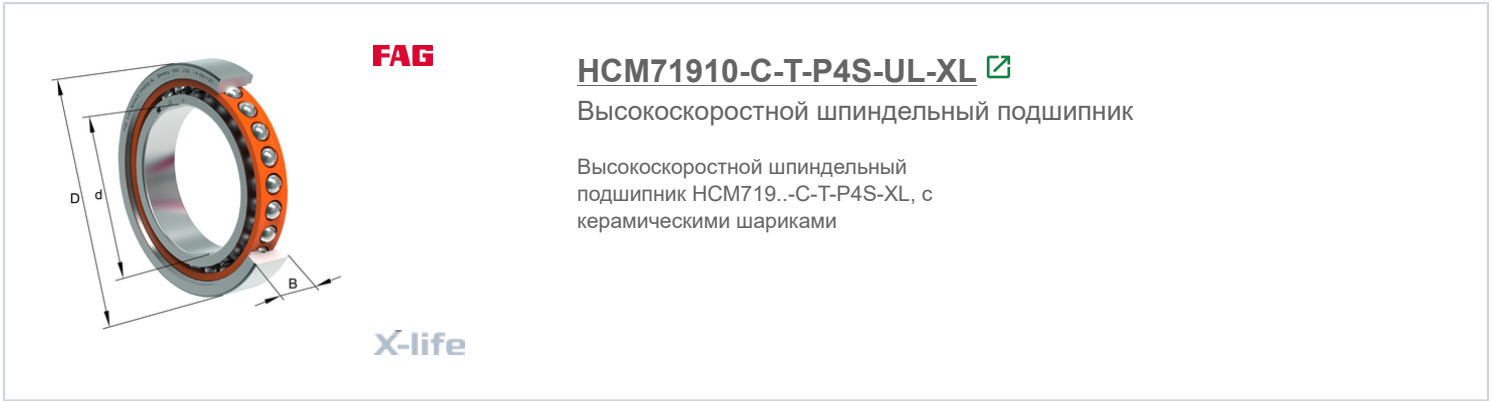 FAG
HCM71910-C-T-P4S-UL-XL
Высокоскоростной шпиндельный подшипник
Высокоскоростной шпиндельный
подшипник HCM719..-C-T-P4S-XL, с
керамическими шариками
D
d
B
X-life